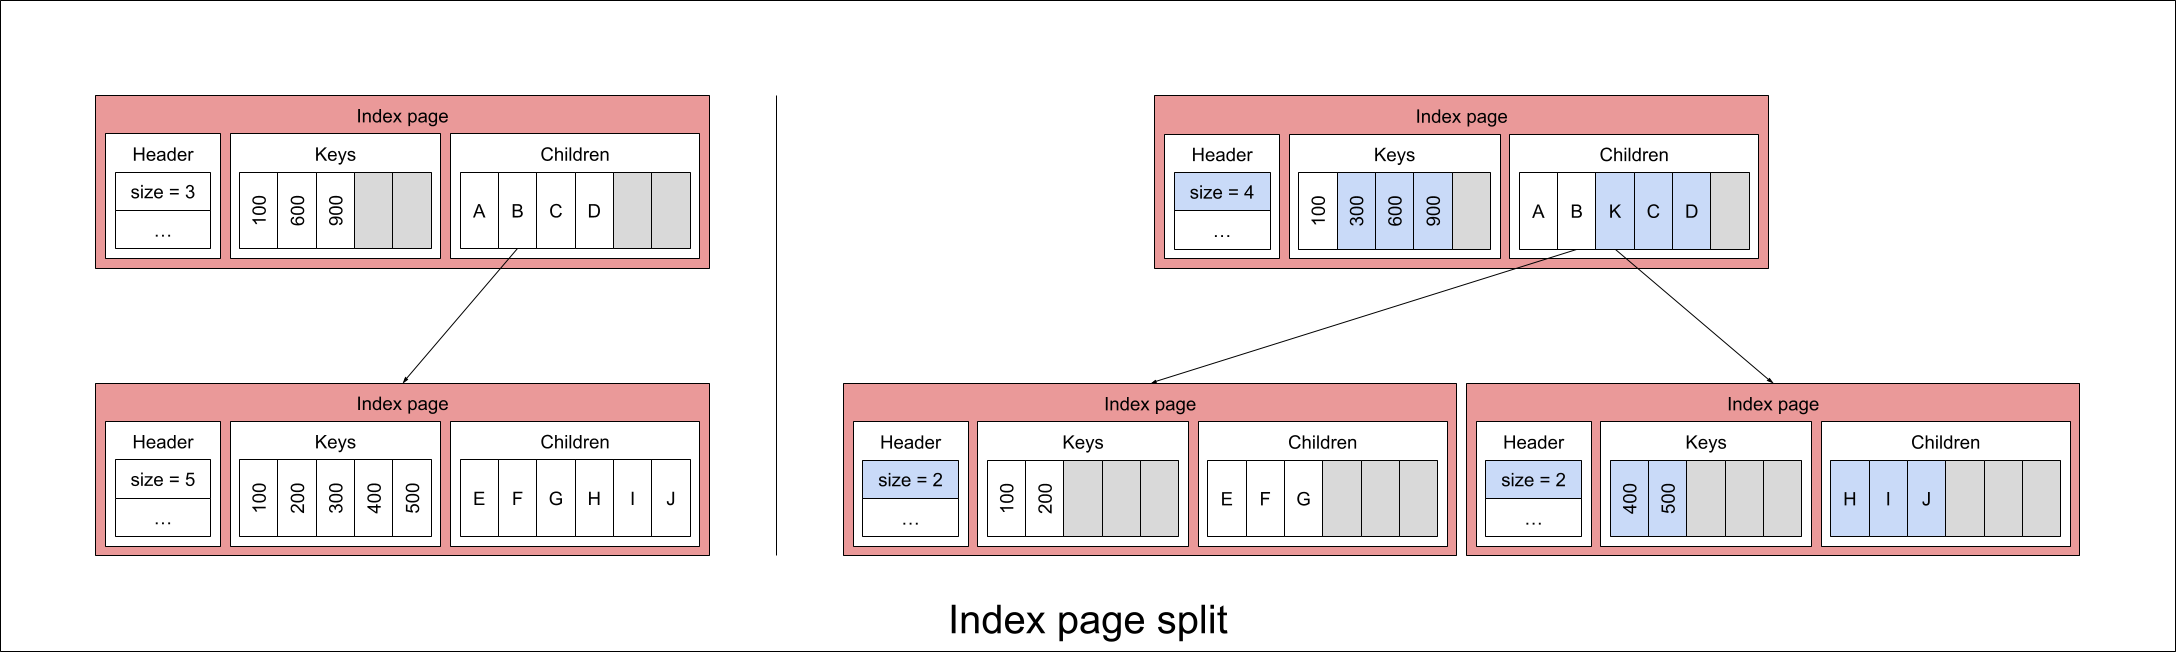 Index page
Header
Keys
Children
size = 3
…
100
600
900
A
B
C
D
Index page
Header
Keys
Children
size = 5
…
100
200
300
400
500
E
F
G
H
I
J
Index page
Header
Keys
Children
size = 4
…
100
300
600
900
A
B
K
C
D
Index page
Header
Keys
Children
size = 2
…
100
200
E
F
G
Index page
Header
Keys
Children
size = 2
…
400
500
H
I
J
Index page split